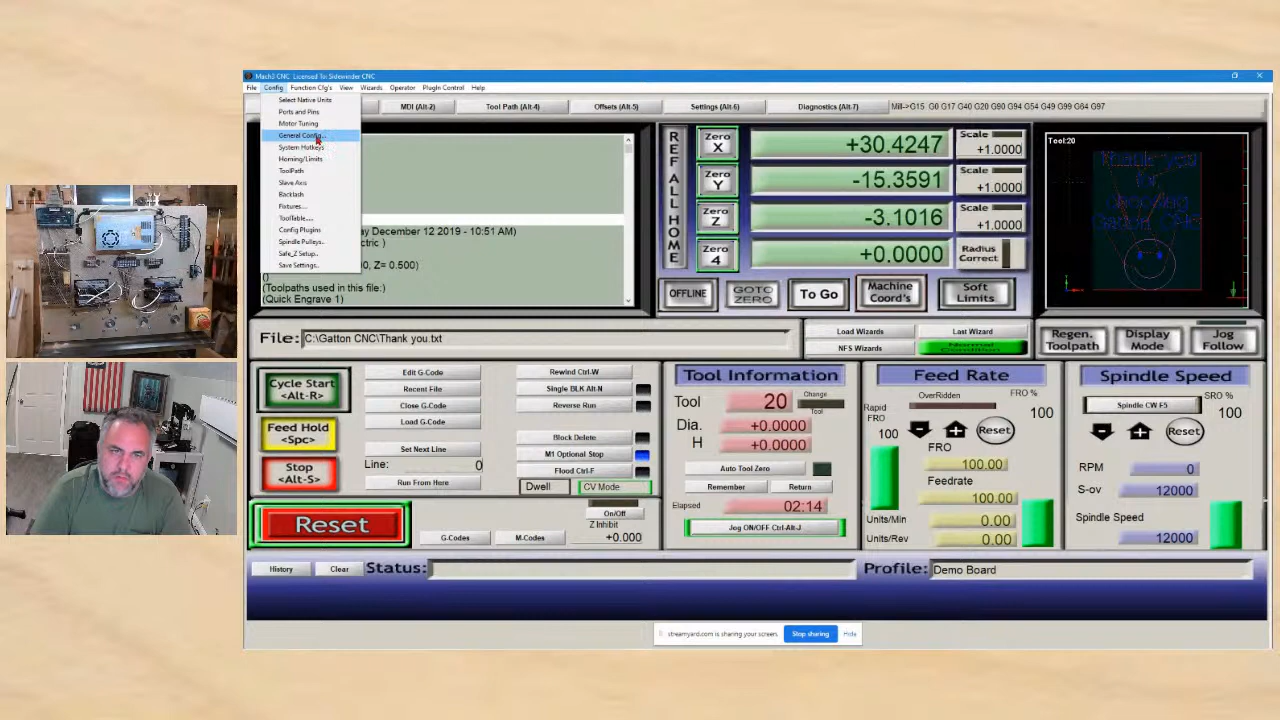 Mach3 CNC Licensed To: Sidewinder CNC
File Config Function Cfg's View Wizards Operator PlugIn Control Help
Select Native Units
Ports and Pins
Motor Tuning
General Config...
System Hotkeys
Homing/Limits
ToolPath
Slave Axis
Backlash
Fixtures...
ToolTable....
Config Plugins
Spindle Pulleys..
Safe_Z Setup..
Save Settings..
MDI (Alt-2) Tool Path (Alt-4) Offsets (Alt-5) Settings (Alt-6) Diagnostics (Alt-7) Mill->G15 G0 G17 G40 G20 G90 G94 G54 G49 G99 G64 G97
y December 12 2019 - 10:51 AM)
ctric )
00, Z= 0.500)
()
(Toolpaths used in this file:)
(Quick Engrave 1)
REF ALL HOME
Zero X +30.4247 Scale +1.0000
Zero Y -15.3591 Scale +1.0000
Zero Z -3.1016 Scale +1.0000
Zero 4 +0.0000 Radius Correct
OFFLINE GOTO ZERO To Go Machine Coord's Soft Limits
Tool:20
Thank you
for
choosing
File: C:\Gatton CNC\Thank you.txt
Load Wizards Last Wizard
NFS Wizards Normal Condition
Regen. Toolpath Display Mode Jog Follow
Cycle Start <Alt-R>
Feed Hold <Spc>
Stop <Alt-S>
Edit G-Code
Recent File
Close G-Code
Load G-Code
Set Next Line
Line: 0
Run From Here
Rewind Ctrl-W
Single BLK Alt-N
Reverse Run
Block Delete
M1 Optional Stop
Flood Ctrl-F
Dwell CV Mode
Reset
G-Codes M-Codes
On/Off
Z Inhibit
+0.000
Tool Information
Tool 20 Change Tool
Dia. +0.0000
H +0.0000
Auto Tool Zero
Remember Return
Elapsed 02:14
Jog ON/OFF Ctrl-Alt-J
Feed Rate
OverRidden FRO %
Rapid FRO 100 Reset 100
FRO
100.00
Feedrate
100.00
Units/Min 0.00
Units/Rev 0.00
Spindle Speed
Spindle CW F5 SRO %
Reset 100
RPM 0
S-ov 12000
Spindle Speed 12000
History Clear Status: Profile: Demo Board
streamyard.com is sharing your screen. Stop sharing Hide